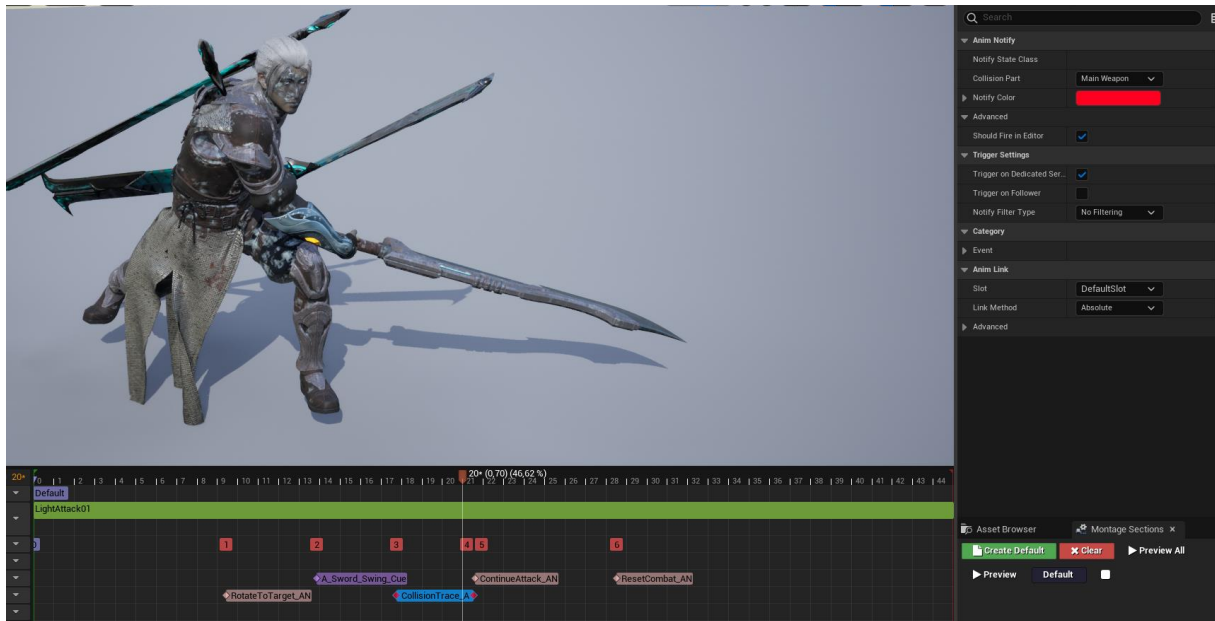 Search
Anim Notify
Notify State Class
Collision Part Main Weapon
Notify Color
Advanced
Should Fire in Editor
Trigger Settings
Trigger on Dedicated Ser...
Trigger on Follower
Notify Filter Type No Filtering
Category
Event
Anim Link
Slot DefaultSlot
Link Method Absolute
Advanced
20* (0,70) (46,62 %)
20* 0 1 2 3 4 5 6 7 8 9 10 11 12 13 14 15 16 17 18 19 20 21 22 23 24 25 26 27 28 29 30 31 32 33 34 35 36 37 38 39 40 41 42 43 44
Default
LightAttack01
1 2 3 4 5 6
A_Sword_Swing_Cue ContinueAttack_AN ResetCombat_AN
RotateToTarget_AN CollisionTrace_A
Asset Browser Montage Sections ×
Create Default Clear Preview All
Preview Default